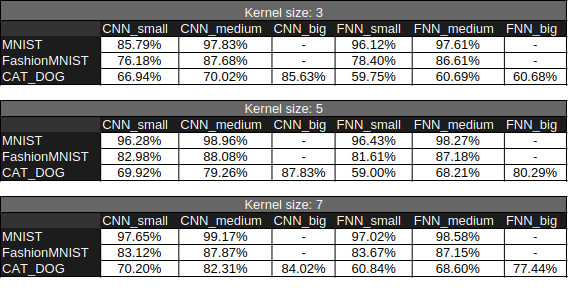 Kernel size: 3
CNN_small CNN_medium CNN_big FNN_small FNN_medium FNN_big
MNIST 85.79% 97.83% - 96.12% 97.61% -
FashionMNIST 76.18% 87.68% - 78.40% 86.61% -
CAT_DOG 66.94% 70.02% 85.63% 59.75% 60.69% 60.68%
Kernel size: 5
CNN_small CNN_medium CNN_big FNN_small FNN_medium FNN_big
MNIST 96.28% 98.96% - 96.43% 98.27% -
FashionMNIST 82.98% 88.08% - 81.61% 87.18% -
CAT_DOG 69.92% 79.26% 87.83% 59.00% 68.21% 80.29%
Kernel size: 7
CNN_small CNN_medium CNN_big FNN_small FNN_medium FNN_big
MNIST 97.65% 99.17% - 97.02% 98.58% -
FashionMNIST 83.12% 87.87% - 83.67% 87.15% -
CAT_DOG 70.20% 82.31% 84.02% 60.84% 68.60% 77.44%